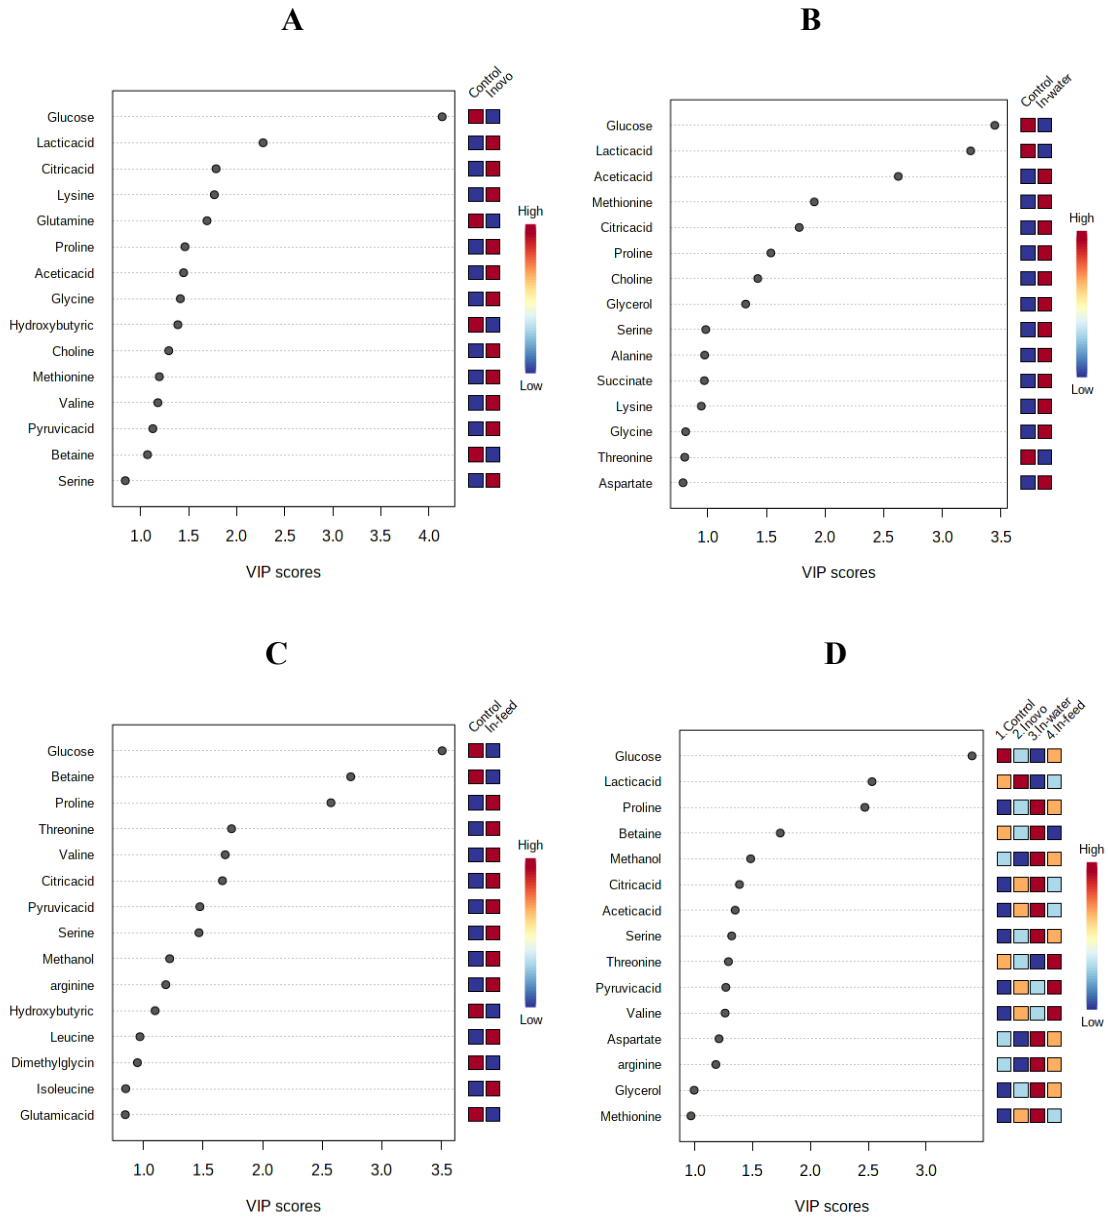 A
Control
Inovo
Glucose
Lacticacid
Citricacid
Lysine
Glutamine
Proline
Aceticacid
Glycine
Hydroxybutyric
Choline
Methionine
Valine
Pyruvicacid
Betaine
Serine
High
Low
1.0 1.5 2.0 2.5 3.0 3.5 4.0
VIP scores
B
Control
In-water
Glucose
Lacticacid
Aceticacid
Methionine
Citricacid
Proline
Choline
Glycerol
Serine
Alanine
Succinate
Lysine
Glycine
Threonine
Aspartate
High
Low
1.0 1.5 2.0 2.5 3.0 3.5
VIP scores
C
Control
In-feed
Glucose
Betaine
Proline
Threonine
Valine
Citricacid
Pyruvicacid
Serine
Methanol
arginine
Hydroxybutyric
Leucine
Dimethylglycin
Isoleucine
Glutamicacid
High
Low
1.0 1.5 2.0 2.5 3.0 3.5
VIP scores
D
1.Control
2.Inovo
3.In-water
4.In-feed
Glucose
Lacticacid
Proline
Betaine
Methanol
Citricacid
Aceticacid
Serine
Threonine
Pyruvicacid
Valine
Aspartate
arginine
Glycerol
Methionine
High
Low
1.0 1.5 2.0 2.5 3.0
VIP scores